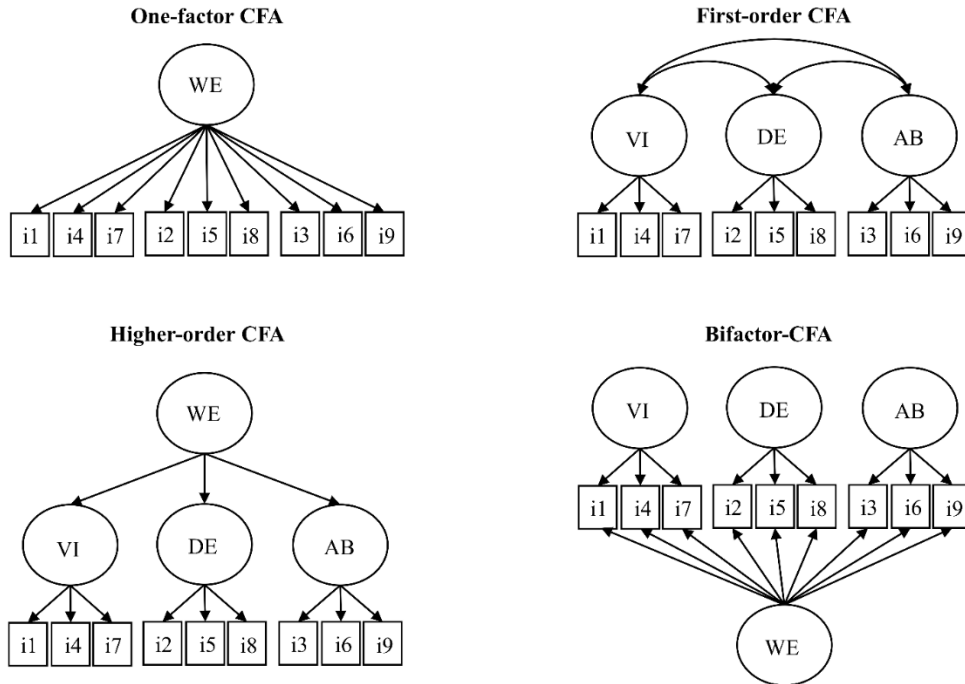 One-factor CFA
WE
i1 i4 i7 i2 i5 i8 i3 i6 i9
First-order CFA
VI DE AB
i1 i4 i7 i2 i5 i8 i3 i6 i9
Higher-order CFA
WE
VI DE AB
i1 i4 i7 i2 i5 i8 i3 i6 i9
Bifactor-CFA
VI DE AB
i1 i4 i7 i2 i5 i8 i3 i6 i9
WE